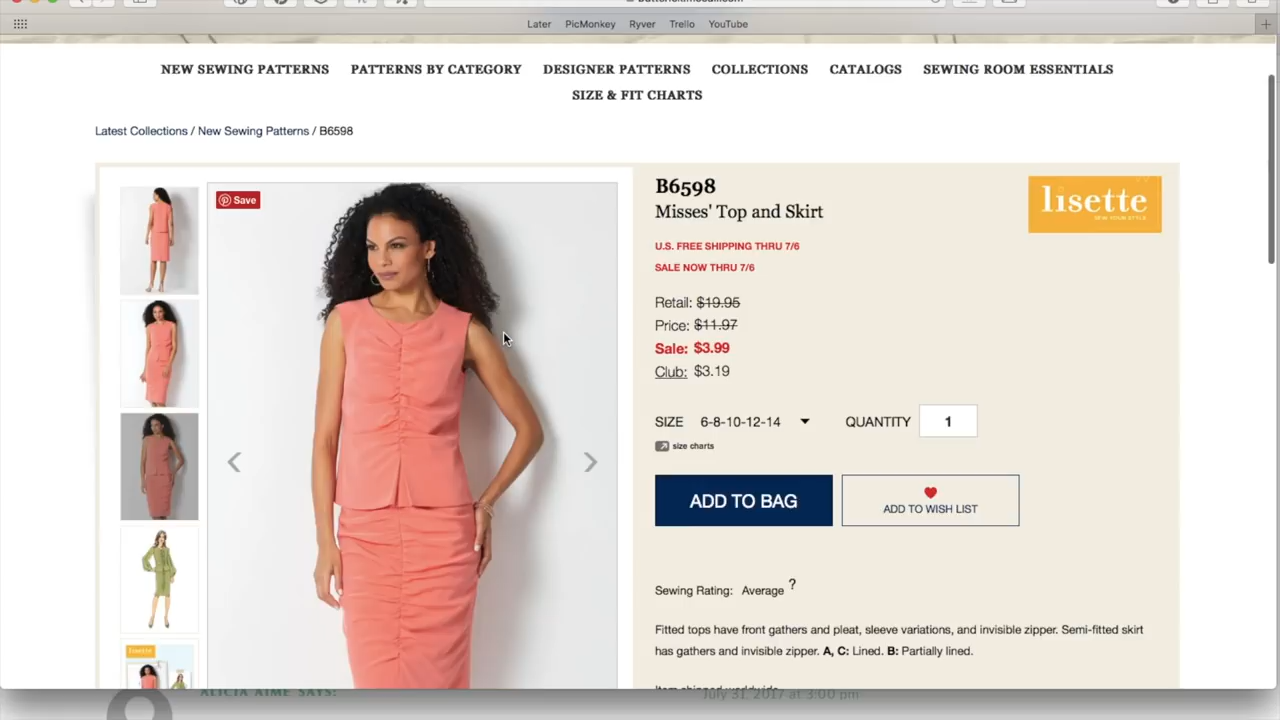 Later PicMonkey Ryver Trello YouTube
NEW SEWING PATTERNS PATTERNS BY CATEGORY DESIGNER PATTERNS COLLECTIONS CATALOGS SEWING ROOM ESSENTIALS
SIZE & FIT CHARTS
Latest Collections / New Sewing Patterns / B6598
Save
B6598
Misses' Top and Skirt
lisette
U.S. FREE SHIPPING THRU 7/6
SALE NOW THRU 7/6
Retail: $19.95
Price: $11.97
Sale: $3.99
Club: $3.19
SIZE 6-8-10-12-14 QUANTITY 1
size charts
ADD TO BAG
ADD TO WISH LIST
Sewing Rating: Average ?
Fitted tops have front gathers and pleat, sleeve variations, and invisible zipper. Semi-fitted skirt
has gathers and invisible zipper. A, C: Lined. B: Partially lined.
lisette
ALICIA AIME SAYS:
July 31, 2017 at 3:00 pm